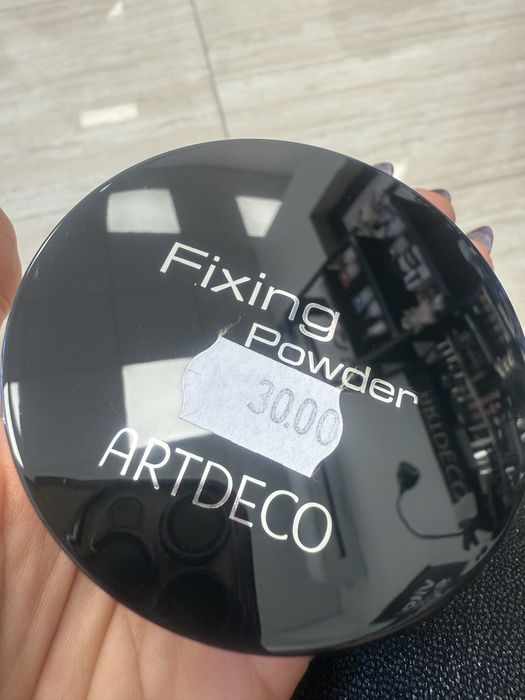 Fixing
Powder
30.00
ARTDECO